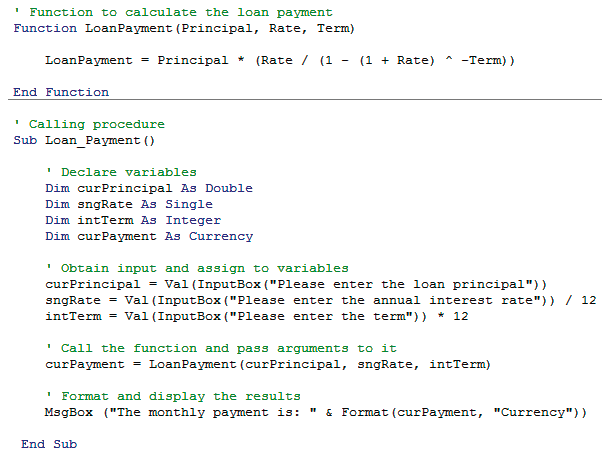 ' Function to calculate the loan payment
Function LoanPayment(Principal, Rate, Term)
LoanPayment = Principal * (Rate / (1 - (1 + Rate) ^ -Term))
End Function
' Calling procedure
Sub Loan_Payment()
' Declare variables
Dim curPrincipal As Double
Dim sngRate As Single
Dim intTerm As Integer
Dim curPayment As Currency
' Obtain input and assign to variables
curPrincipal = Val(InputBox("Please enter the loan principal"))
sngRate = Val(InputBox("Please enter the annual interest rate")) / 12
intTerm = Val(InputBox("Please enter the term")) * 12
' Call the function and pass arguments to it
curPayment = LoanPayment(curPrincipal, sngRate, intTerm)
' Format and display the results
MsgBox ("The monthly payment is: " & Format(curPayment, "Currency"))
End Sub